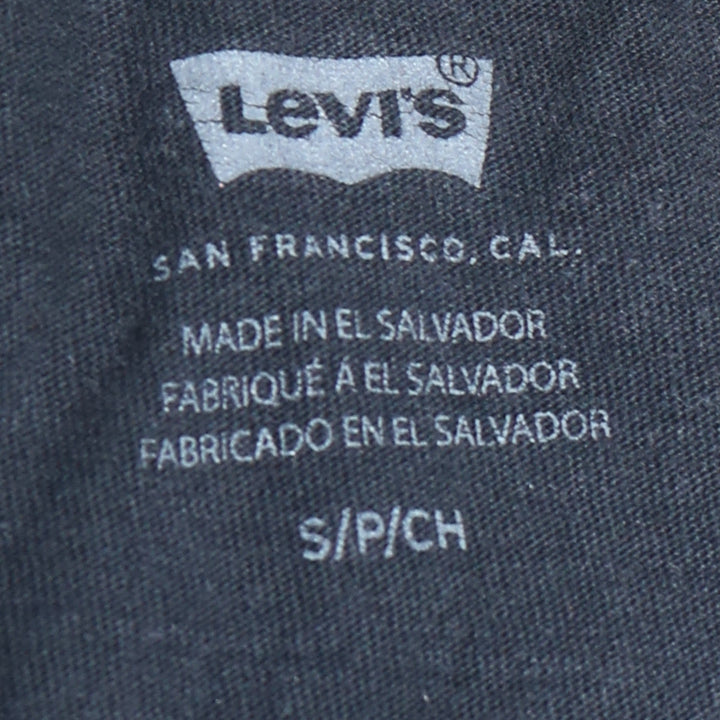 Levi's ®
SAN FRANCISCO, CAL.
MADE IN EL SALVADOR
FABRIQUÉ Á EL SALVADOR
FABRICADO EN EL SALVADOR
S/P/CH